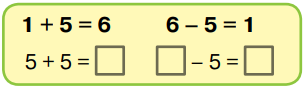 1 + 5 = 6 6 – 5 = 1
5 + 5 = □ □ – 5 = □